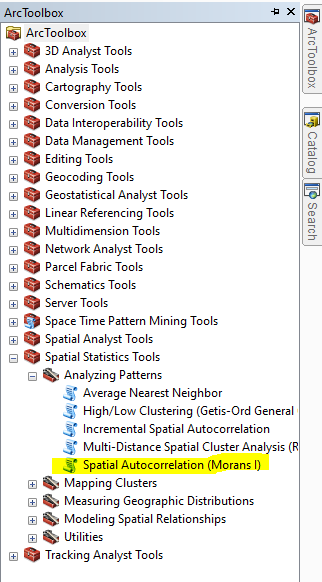 ArcToolbox
ArcToolbox
3D Analyst Tools
Analysis Tools
Cartography Tools
Conversion Tools
Data Interoperability Tools
Data Management Tools
Editing Tools
Geocoding Tools
Geostatistical Analyst Tools
Linear Referencing Tools
Multidimension Tools
Network Analyst Tools
Parcel Fabric Tools
Schematics Tools
Server Tools
Space Time Pattern Mining Tools
Spatial Analyst Tools
Spatial Statistics Tools
Analyzing Patterns
Average Nearest Neighbor
High/Low Clustering (Getis-Ord General
Incremental Spatial Autocorrelation
Multi-Distance Spatial Cluster Analysis (R
Spatial Autocorrelation (Morans I)
Mapping Clusters
Measuring Geographic Distributions
Modeling Spatial Relationships
Utilities
Tracking Analyst Tools
ArcToolbox
Catalog
Search